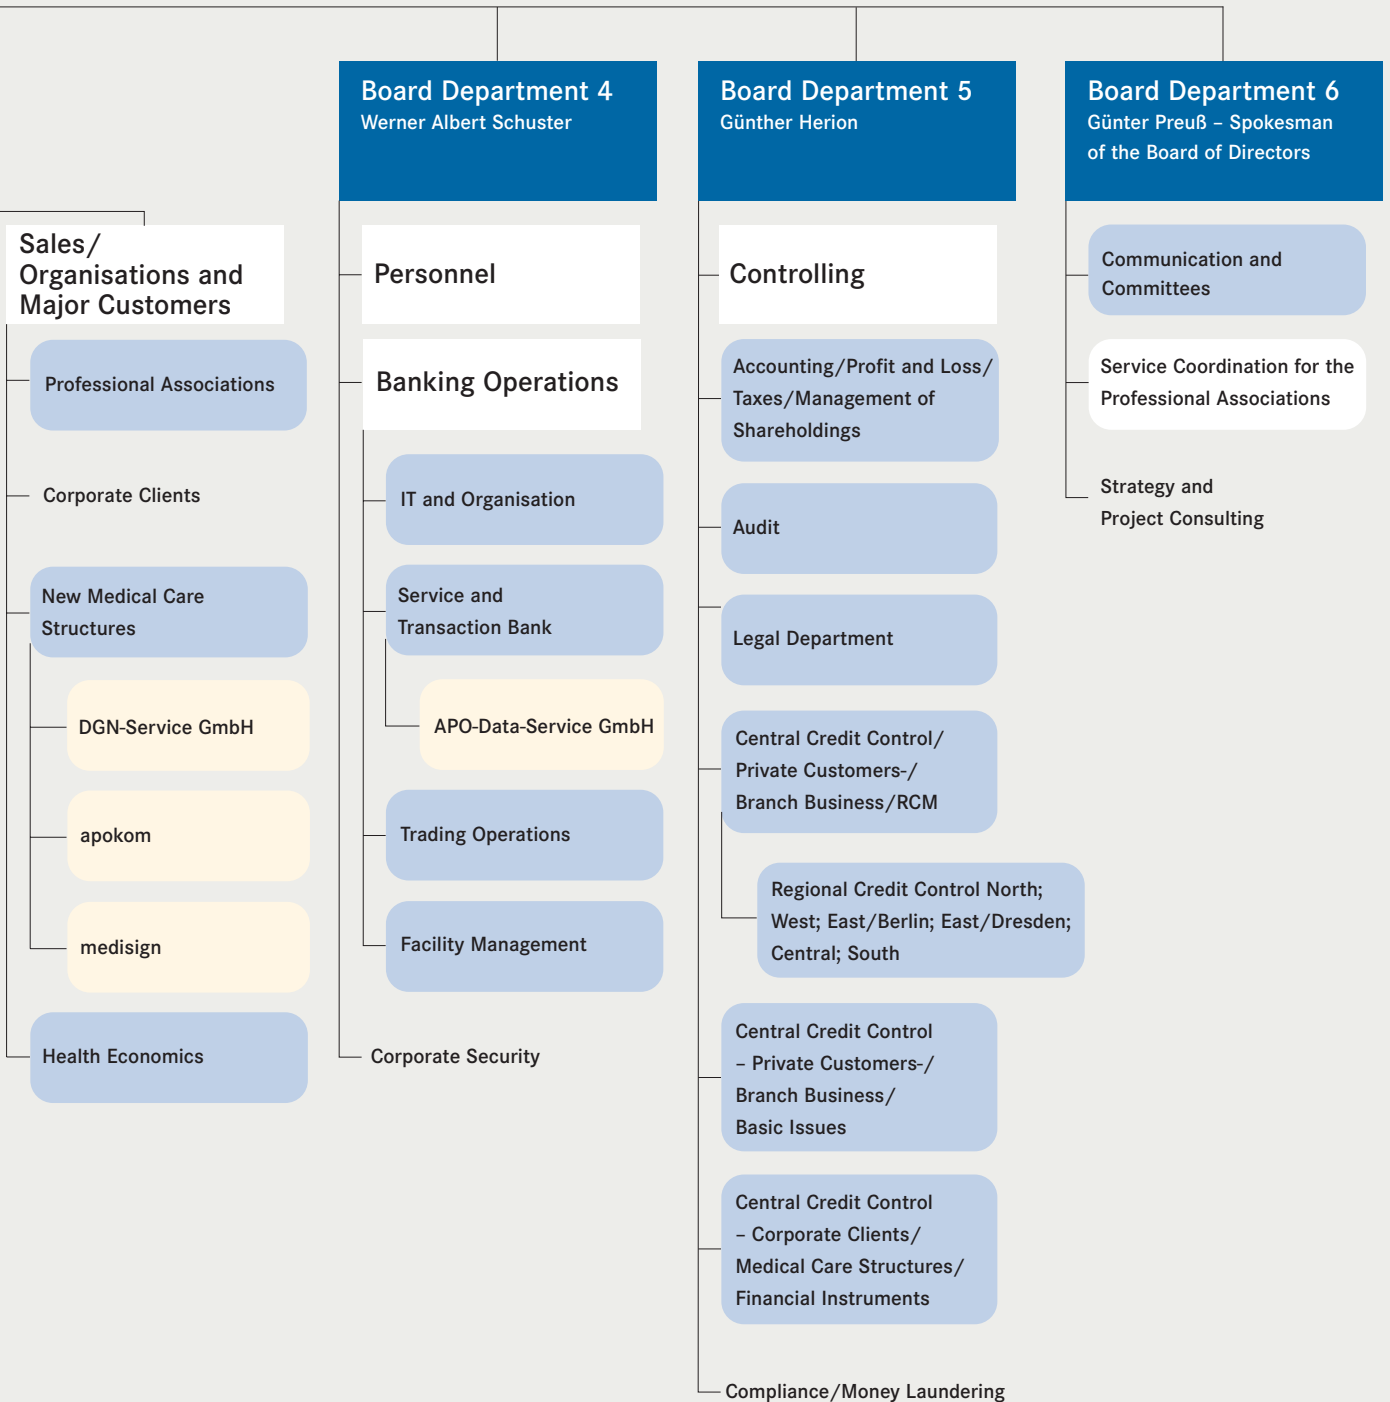 Sales/
Organisations and
Major Customers
Professional Associations
Corporate Clients
New Medical Care
Structures
DGN-Service GmbH
apokom
medisign
Health Economics
Board Department 4
Werner Albert Schuster
Personnel
Banking Operations
IT and Organisation
Service and
Transaction Bank
APO-Data-Service GmbH
Trading Operations
Facility Management
Corporate Security
Board Department 5
Günther Herion
Controlling
Accounting/Profit and Loss/
Taxes/Management of
Shareholdings
Audit
Legal Department
Central Credit Control/
Private Customers-/
Branch Business/RCM
Regional Credit Control North;
West; East/Berlin; East/Dresden;
Central; South
Central Credit Control
– Private Customers-/
Branch Business/
Basic Issues
Central Credit Control
– Corporate Clients/
Medical Care Structures/
Financial Instruments
Compliance/Money Laundering
Board Department 6
Günter Preuß – Spokesman
of the Board of Directors
Communication and
Committees
Service Coordination for the
Professional Associations
Strategy and
Project Consulting